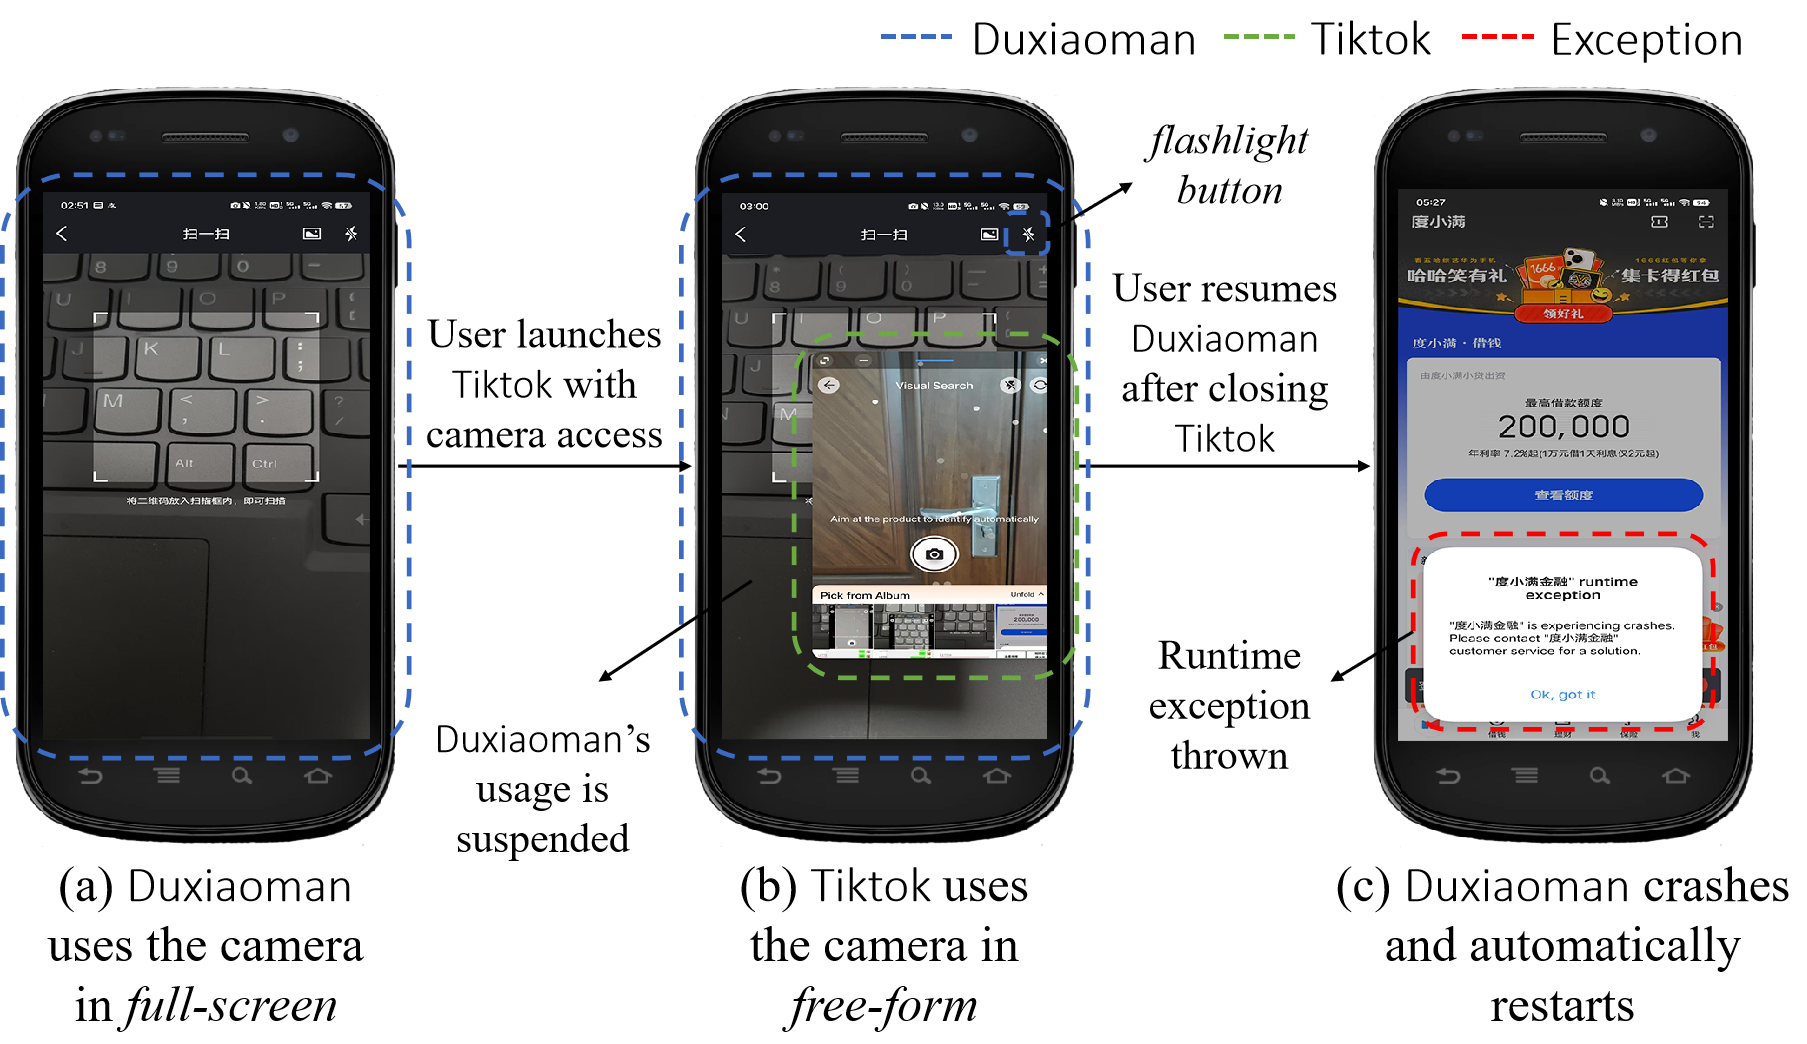 Duxiaoman
Tiktok
Exception
02:51
扫一扫
8
9
0
U
I
O
P
J
K
L
M
Alt
Ctrl
将二维码放入扫描框内，即可扫描
User launches
Tiktok with
camera access
03:00
扫一扫
flashlight
button
Visual Search
Aim at the product to identify automatically
Pick from Album
Unfold
Duxiaoman's
usage is
suspended
User resumes
Duxiaoman
after closing
Tiktok
05:27
度小满
哈哈笑有礼
1666
集卡得红包
领好礼
度小满·借钱
由度小满小贷出资
最高借款额度
200,000
年利率 7.2%起(1万元借1天利息仅2元起)
查看额度
"度小满金融" runtime
exception
"度小满金融" is experiencing crashes.
Please contact "度小满金融"
customer service for a solution.
Ok, got it
借钱
理财
保险
我
Runtime
exception
thrown
(a) Duxiaoman
uses the camera
in full-screen
(b) Tiktok uses
the camera in
free-form
(c) Duxiaoman crashes
and automatically
restarts